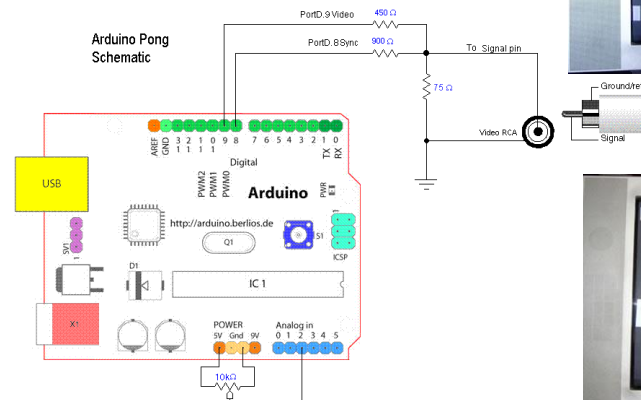 PortD.9 Video
450 Ω
Arduino Pong
Schematic
PortD.8 Sync
900 Ω
To Signal pin
75 Ω
Ground/ret
Signal
Video RCA
AREF
GND
13
12
11
10
9
8
7
6
5
4
3
2
1
0
TX
RX
Digital
PWM2
PWM1
PWM0
Arduino
PWR
USB
http://arduino.berlios.de
Q1
S1
1
ICSP
SV1
1
D1
IC 1
X1
POWER
5V Gnd 9V
Analog in
0 1 2 3 4 5
10kΩ